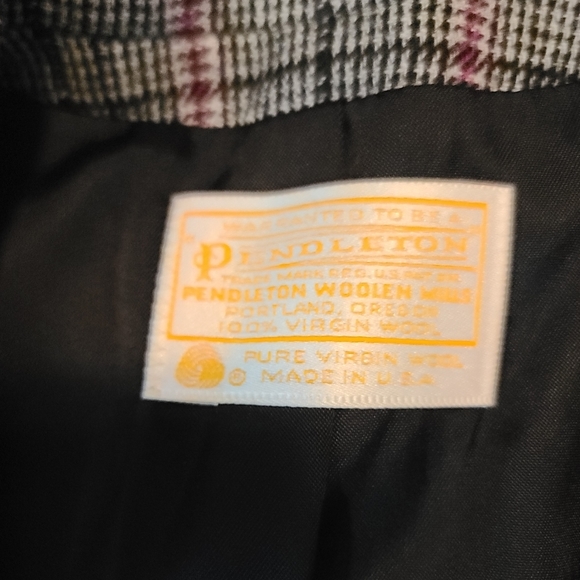 WARRANTED TO BE A
"PENDLETON"
TRADE MARK REG. U.S. PAT. OFF.
PENDLETON WOOLEN MILLS
PORTLAND, OREGON
100% VIRGIN WOOL
PURE VIRGIN WOOL
® MADE IN U.S.A.